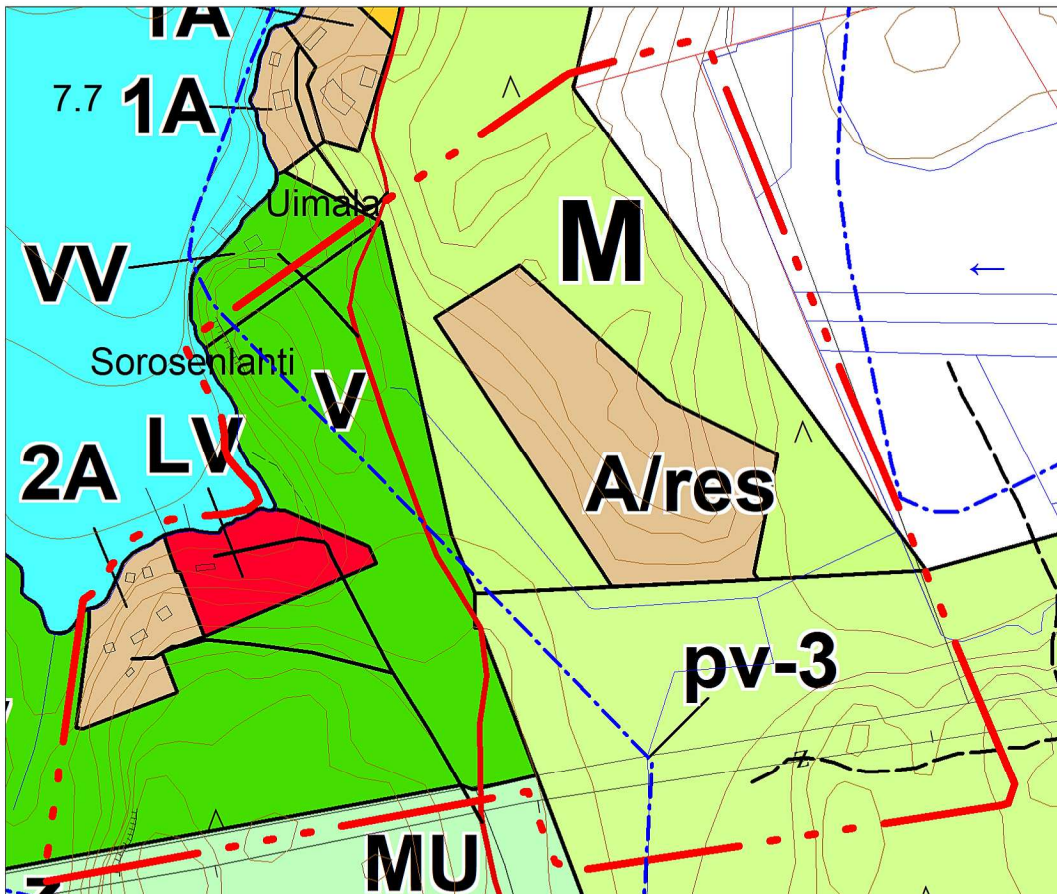 1A
7.7
1A
Uimala
M
VV
Sorosenlahti
V
LV
2A
A/res
pv-3
z
MU